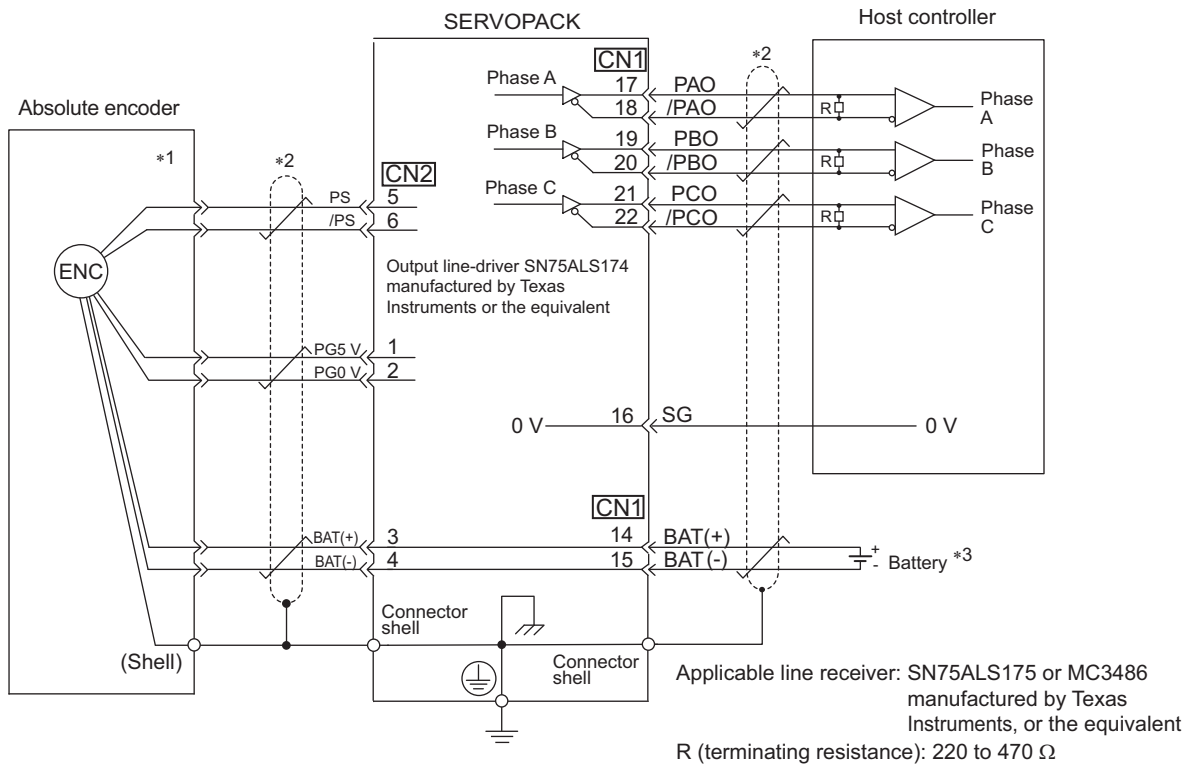 SERVOPACK
Host controller
Absolute encoder
*1
*2
CN2
ENC
PS 5
/PS 6
PG5 V 1
PG0 V 2
BAT(+) 3
BAT(-) 4
(Shell)
Connector
shell
Output line-driver SN75ALS174
manufactured by Texas
Instruments or the equivalent
CN1
*2
Phase A 17 PAO
18 /PAO
R
Phase
A
Phase B 19 PBO
20 /PBO
R
Phase
B
Phase C 21 PCO
22 /PCO
R
Phase
C
0 V 16 SG 0 V
CN1
14 BAT(+)
15 BAT (-)
+
-
Battery *3
Connector
shell
Applicable line receiver: SN75ALS175 or MC3486
manufactured by Texas
Instruments, or the equivalent
R (terminating resistance): 220 to 470 Ω